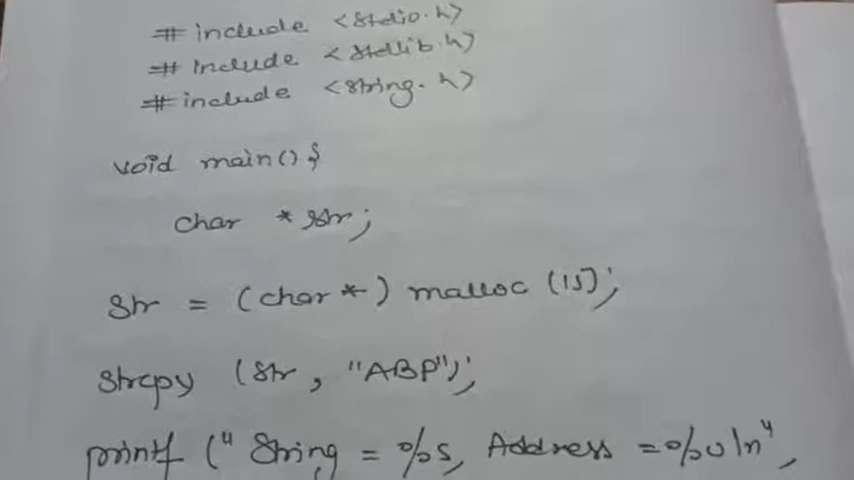 # include <stdio.h>
# include <stdlib.h>
# include <string.h>
void main() {
char * str;
str = (char*) malloc (15);
strcpy (str, "ABP");
printf (" String = %s, Address = %u \n",